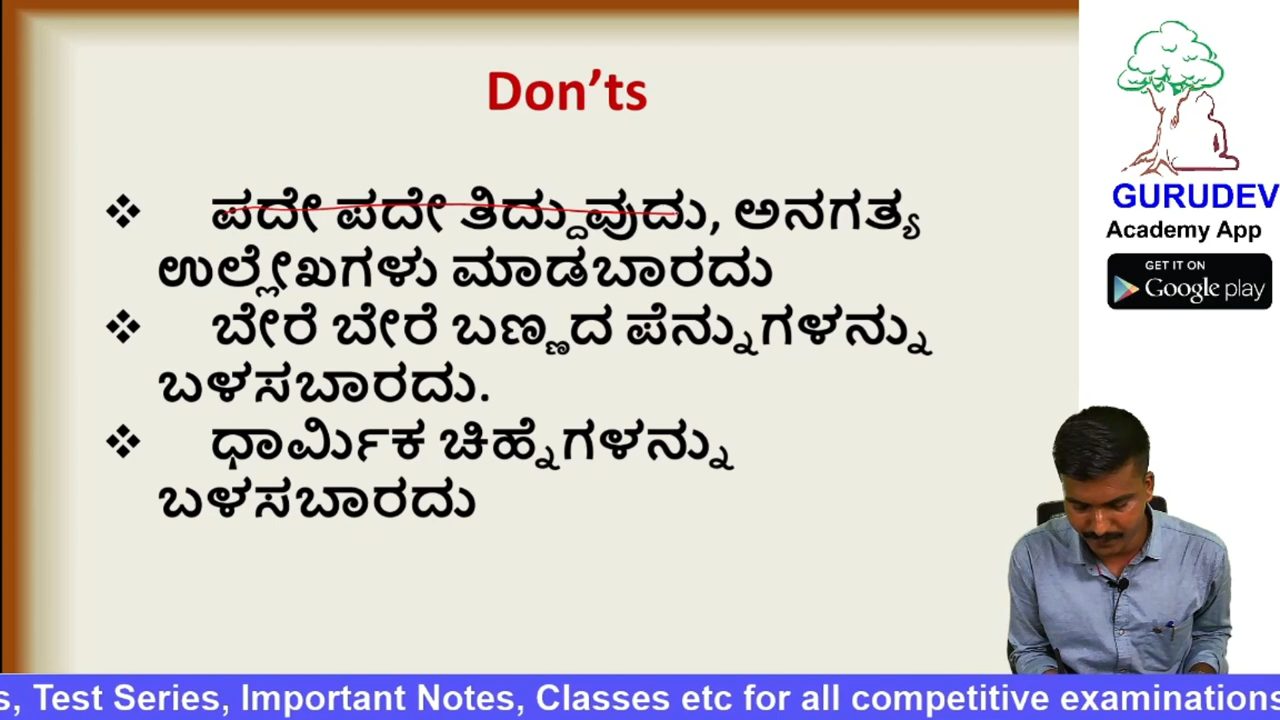 Don’ts
❖ ಪದೇ ಪದೇ ತಿದ್ದುವುದು, ಅನಗತ್ಯ
ಉಲ್ಲೇಖಗಳು ಮಾಡಬಾರದು
❖ ಬೇರೆ ಬೇರೆ ಬಣ್ಣದ ಪೆನ್ನುಗಳನ್ನು
ಬಳಸಬಾರದು.
❖ ಧಾರ್ಮಿಕ ಚಿಹ್ನೆಗಳನ್ನು
ಬಳಸಬಾರದು
GURUDEV
Academy App
GET IT ON
Google play
s, Test Series, Important Notes, Classes etc for all competitive examinations